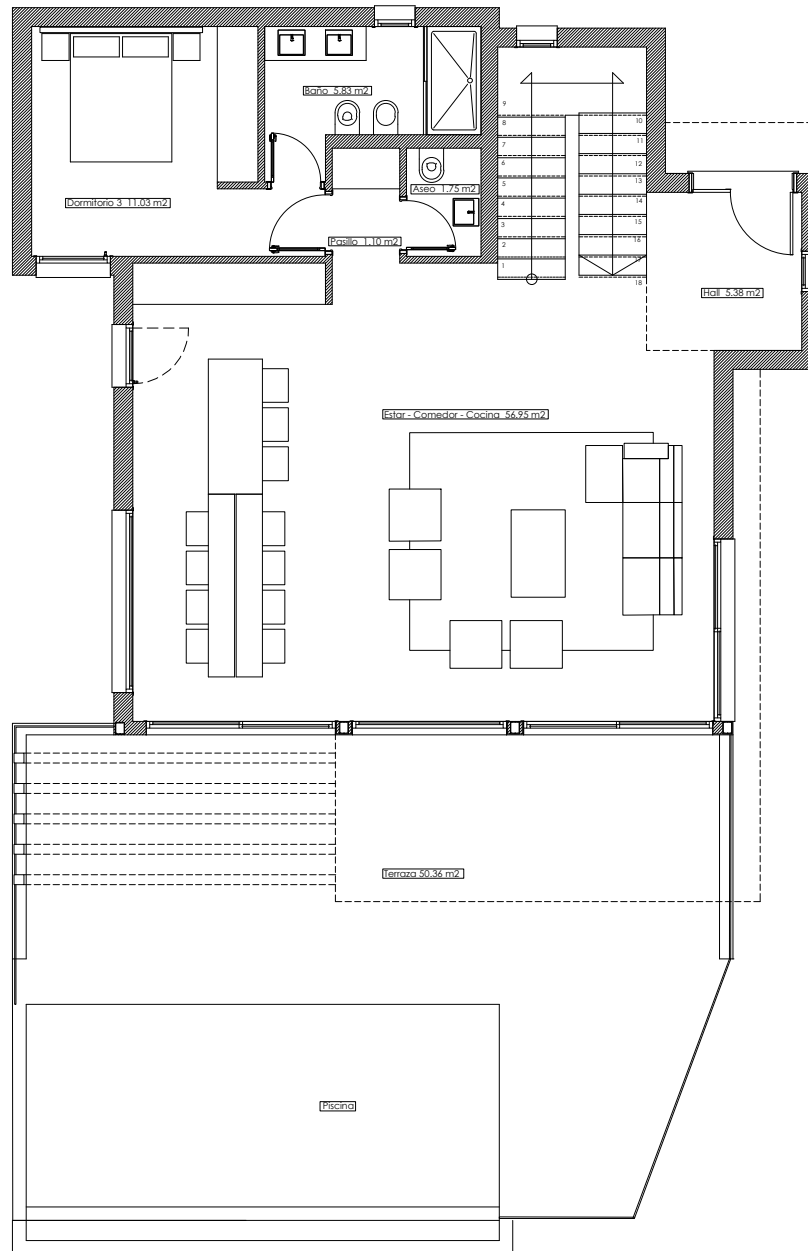 Baño 5.83 m2
9
8
7
6
5
4
3
2
1
10
11
12
13
14
15
16
17
18
Aseo 1.75 m2
Dormitorio 3 11.03 m2
Pasillo 1.10 m2
Hall 5.38 m2
Estar - Comedor - Cocina 56.95 m2
Terraza 50.36 m2
Piscina